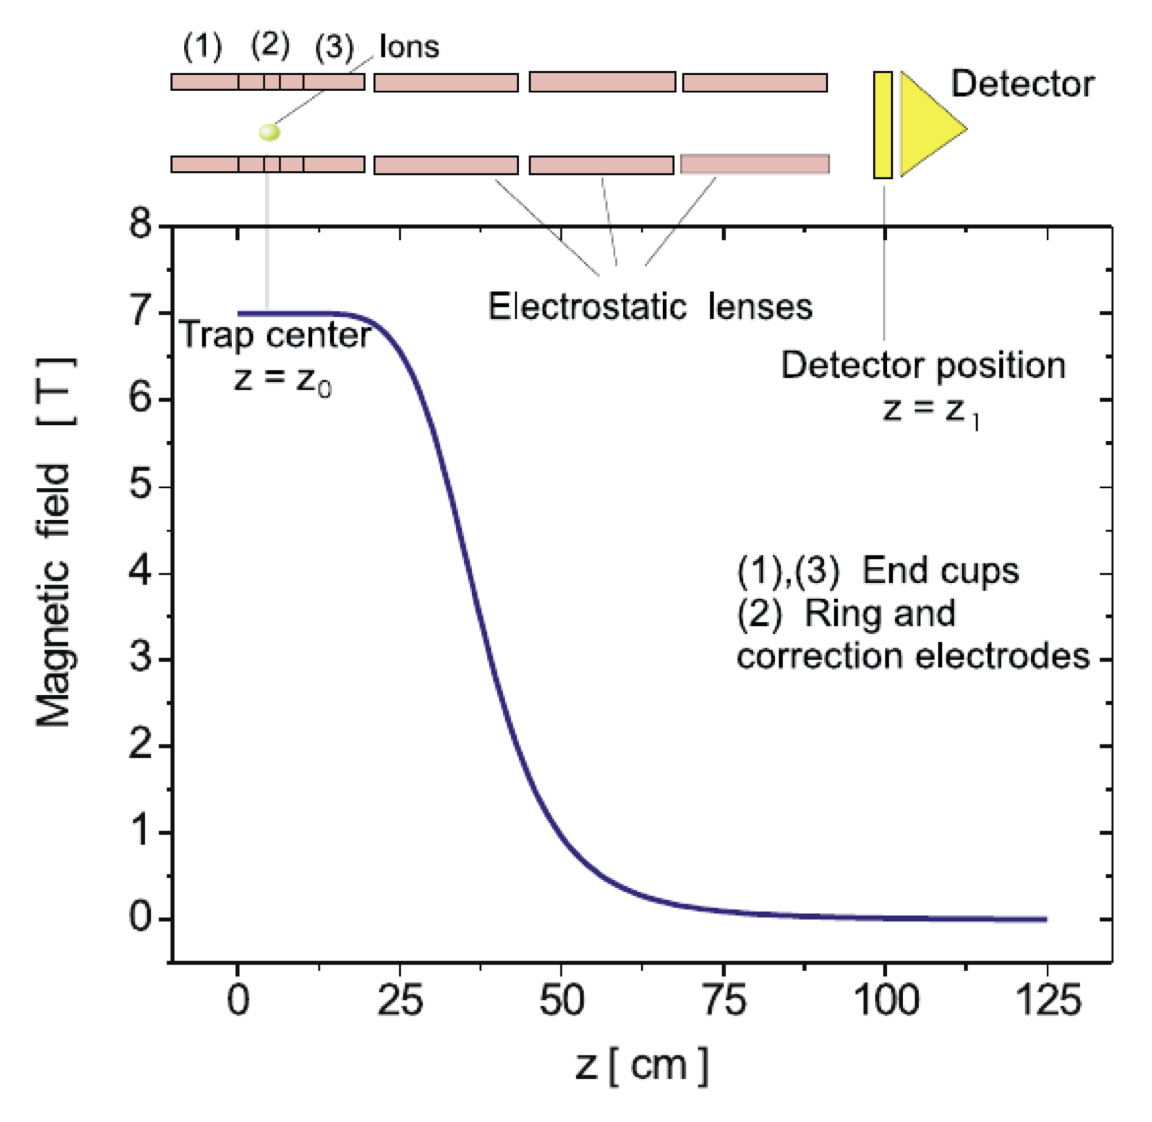 (1) (2) (3) Ions
Detector
8
7
6
5
4
3
2
1
0
Magnetic field [ T ]
Trap center
z = z0
Electrostatic lenses
Detector position
z = z1
(1),(3) End cups
(2) Ring and
correction electrodes
0 25 50 75 100 125
z [ cm ]